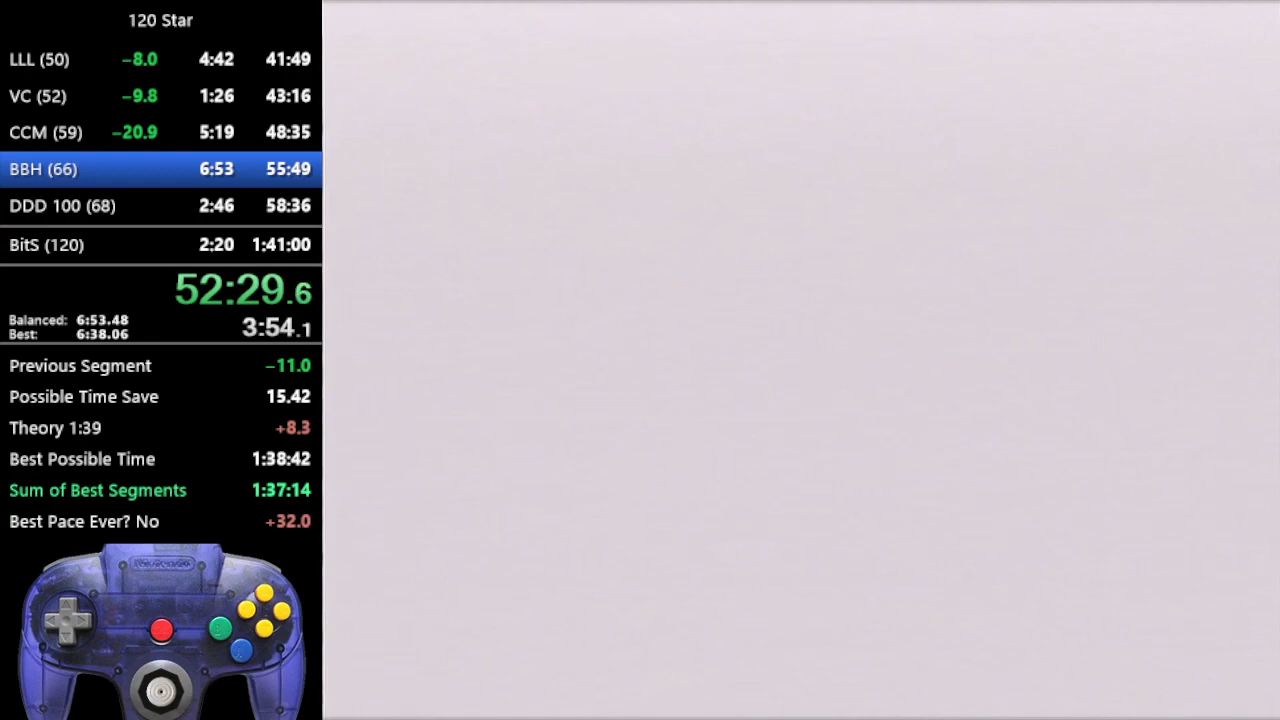 120 Star
LLL (50) −8.0 4:42 41:49
VC (52) −9.8 1:26 43:16
CCM (59) −20.9 5:19 48:35
BBH (66) 6:53 55:49
DDD 100 (68) 2:46 58:36
BitS (120) 2:20 1:41:00
52:29.6
Balanced: 6:53.48
Best: 6:38.06
3:54.1
Previous Segment −11.0
Possible Time Save 15.42
Theory 1:39 +8.3
Best Possible Time 1:38:42
Sum of Best Segments 1:37:14
Best Pace Ever? No +32.0
Nintendo